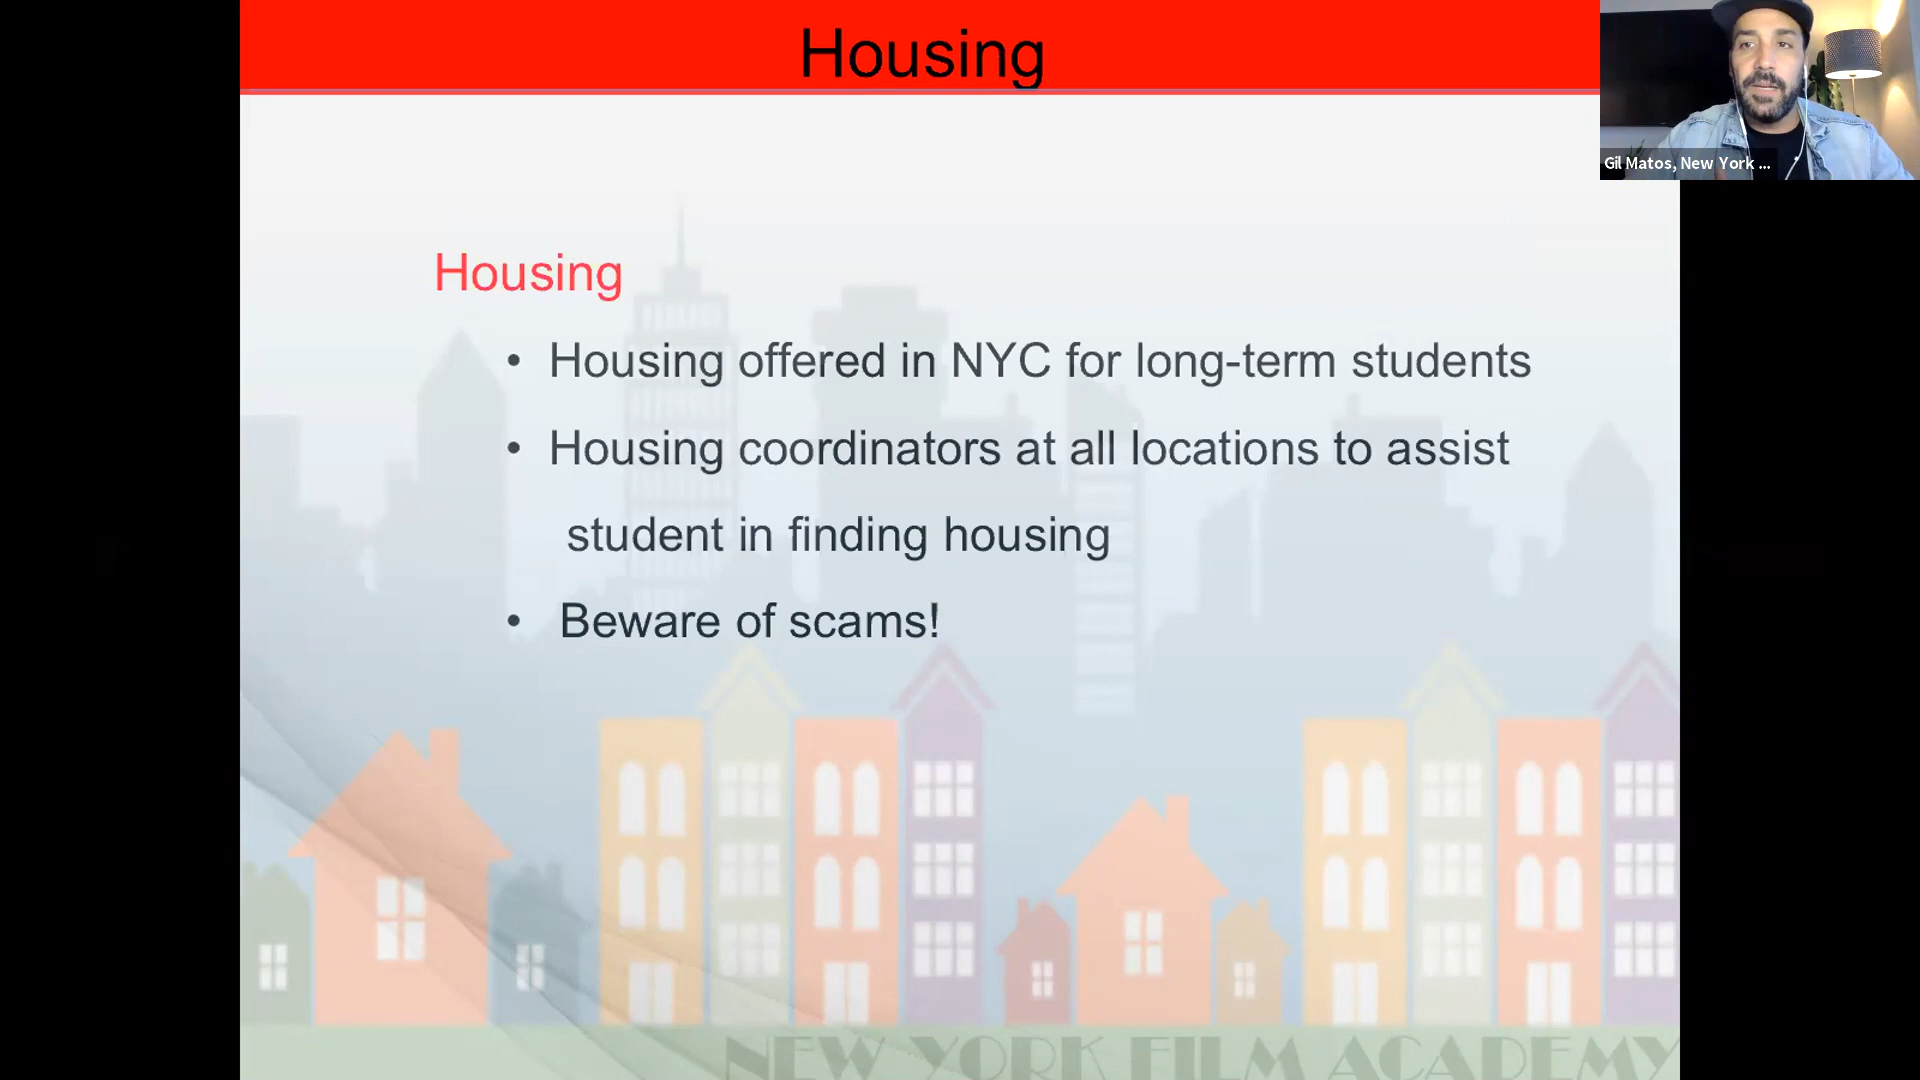 Housing
Gil Matos, New York ...
Housing
• Housing offered in NYC for long-term students
• Housing coordinators at all locations to assist
student in finding housing
• Beware of scams!
NEW YORK FILM ACADEMY